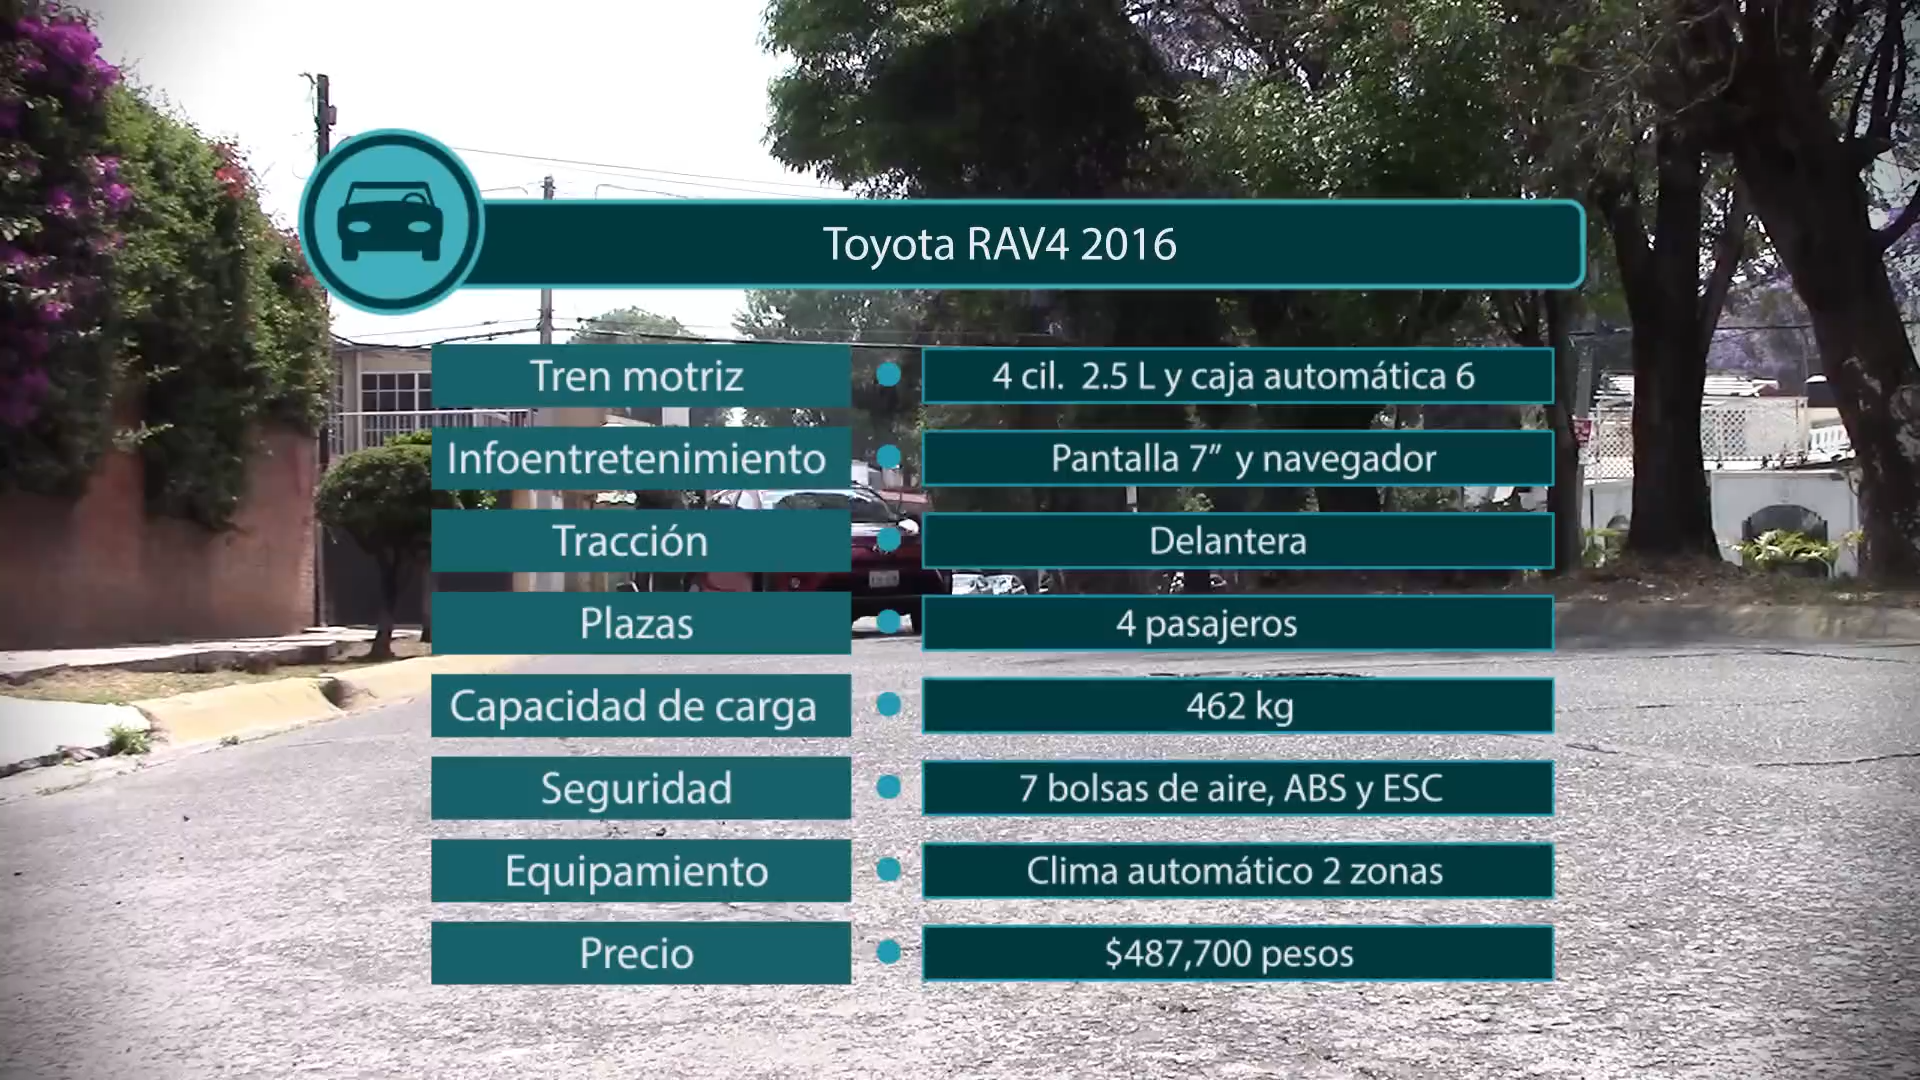 Toyota RAV4 2016
Tren motriz
4 cil. 2.5 L y caja automática 6
Infoentretenimiento
Pantalla 7” y navegador
Tracción
Delantera
Plazas
4 pasajeros
Capacidad de carga
462 kg
Seguridad
7 bolsas de aire, ABS y ESC
Equipamiento
Clima automático 2 zonas
Precio
$487,700 pesos